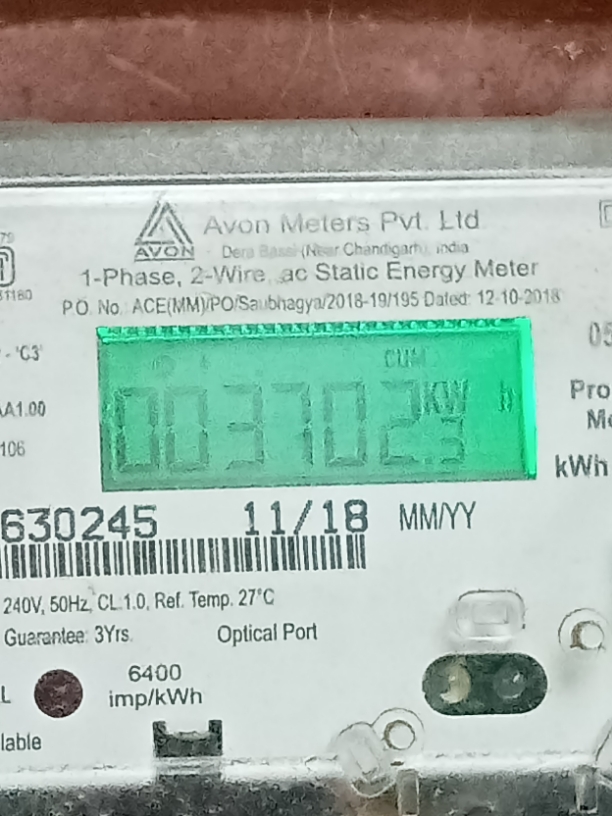 Avon Meters Pvt. Ltd
AVON
Dera Bassi (Near Chandigarh), india
1-Phase, 2-Wire, ac Static Energy Meter
P.O. No. ACE(MM)/PO/Saubhagya/2018-19/195 Dated: 12-10-2018
CUM
003702.3 KW h
630245 11/18 MM/YY
240V, 50Hz, CL.1.0, Ref. Temp. 27°C
Guarantee: 3Yrs. Optical Port
6400
imp/kWh
kWh